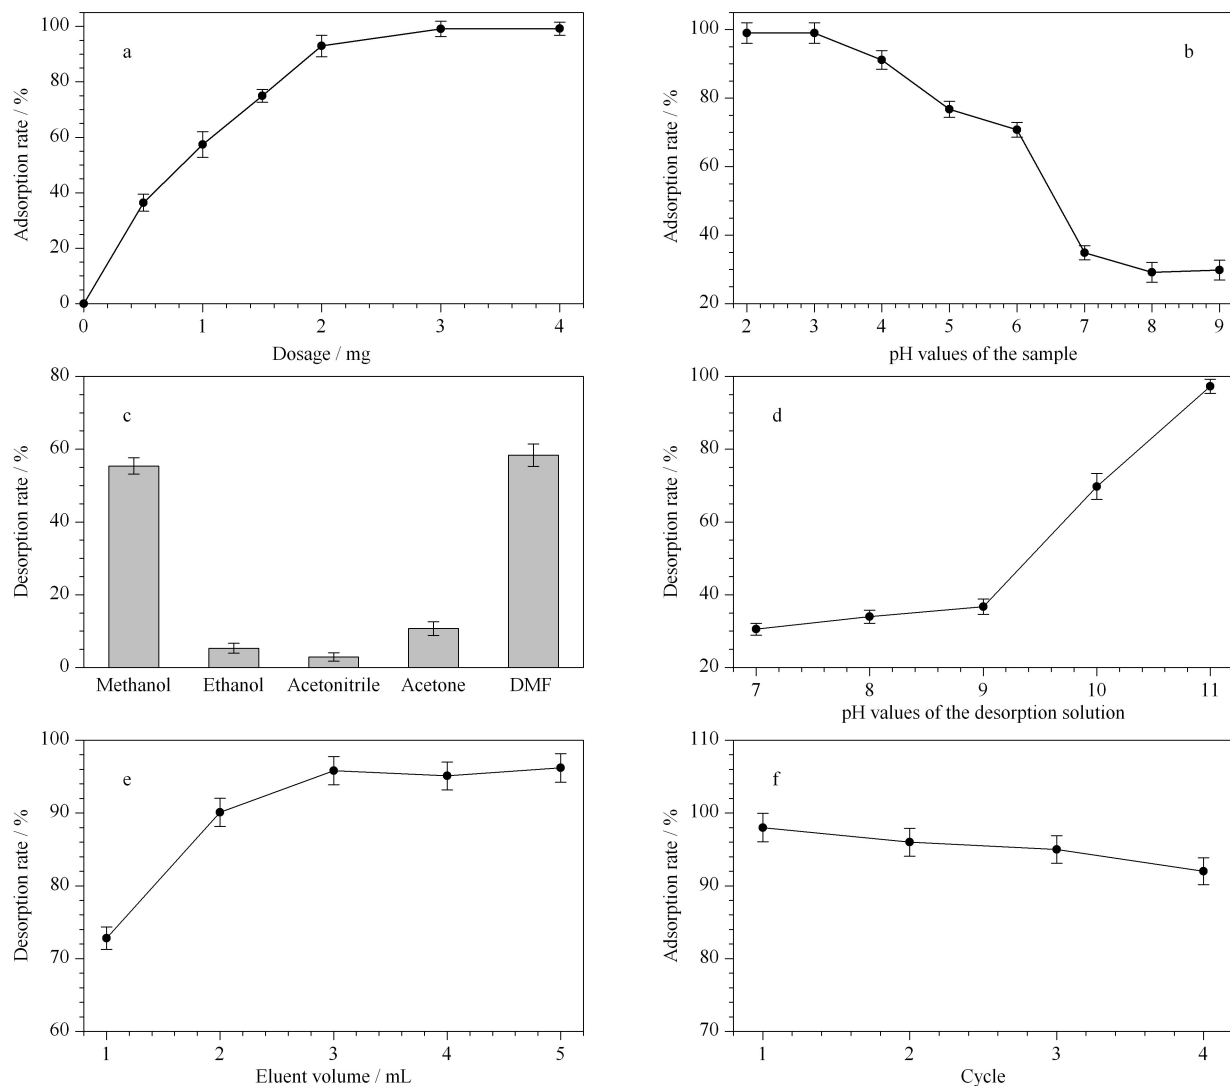 a
Adsorption rate / %
100
80
60
40
20
0
0 1 2 3 4
Dosage / mg
b
Adsorption rate / %
100
80
60
40
20
2 3 4 5 6 7 8 9
pH values of the sample
c
Desorption rate / %
80
60
40
20
0
Methanol Ethanol Acetonitrile Acetone DMF
d
Desorption rate / %
100
80
60
40
20
7 8 9 10 11
pH values of the desorption solution
e
Desorption rate / %
100
90
80
70
60
1 2 3 4 5
Eluent volume / mL
f
Adsorption rate / %
110
100
90
80
70
1 2 3 4
Cycle